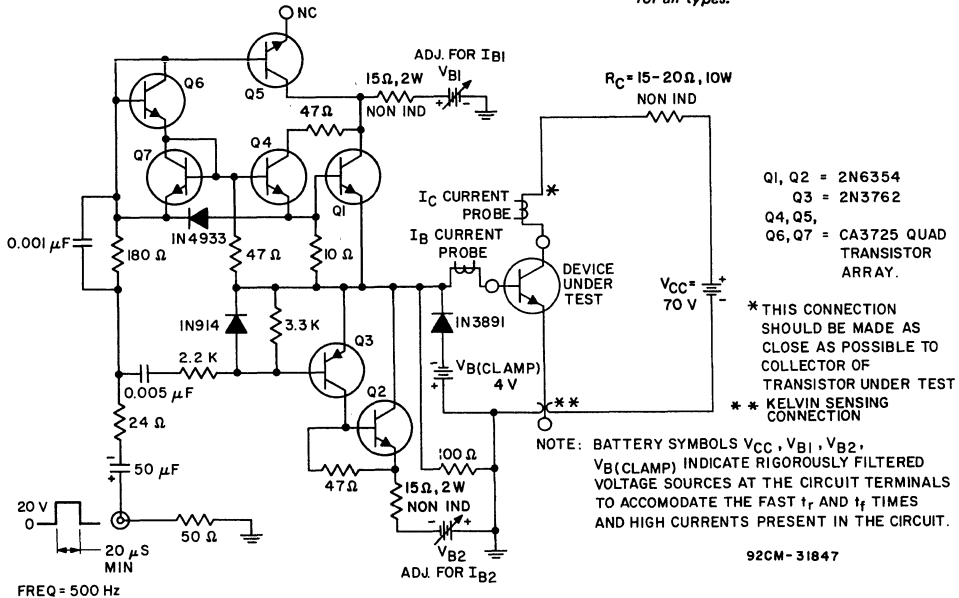 for all types.
NC
Q6
Q5
ADJ. FOR IB1
VB1
15Ω, 2W
NON IND
+ -
RC = 15-20Ω, 10W
NON IND
47Ω
Q7
Q4
Q1
IC CURRENT
PROBE
*
IB CURRENT
PROBE
Q1, Q2 = 2N6354
Q3 = 2N3762
Q4, Q5,
Q6, Q7 = CA3725 QUAD
TRANSISTOR
ARRAY.
0.001 µF
180 Ω
1N4933
47 Ω
10 Ω
DEVICE
UNDER
TEST
VCC =
70 V
+
-
* THIS CONNECTION
SHOULD BE MADE AS
CLOSE AS POSSIBLE TO
COLLECTOR OF
TRANSISTOR UNDER TEST
* * KELVIN SENSING
CONNECTION
1N914
3.3 K
Q3
1N3891
-
+
VB(CLAMP)
4 V
* *
2.2 K
0.005 µF
Q2
24 Ω
-
50 µF
+
47Ω
100 Ω
15Ω, 2W
NON IND
- +
VB2
ADJ. FOR IB2
NOTE: BATTERY SYMBOLS VCC, VB1, VB2,
VB(CLAMP) INDICATE RIGOROUSLY FILTERED
VOLTAGE SOURCES AT THE CIRCUIT TERMINALS
TO ACCOMODATE THE FAST tr AND tf TIMES
AND HIGH CURRENTS PRESENT IN THE CIRCUIT.
20 V
0
20 µS
MIN
50 Ω
FREQ = 500 Hz
92CM-31847